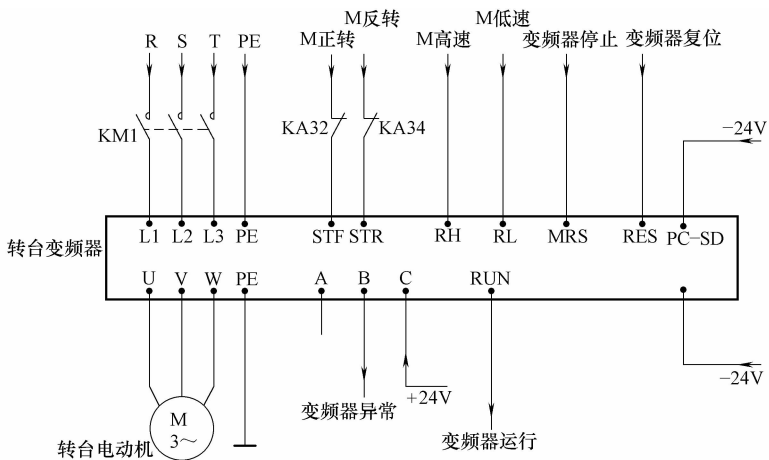 M反转 M低速
R S T PE M正转 M高速 变频器停止 变频器复位
KM1 KA32 KA34 −24V
转台变频器
L1 L2 L3 PE STF STR RH RL MRS RES PC−SD
U V W PE A B C RUN
−24V
+24V
变频器异常
M
3～
转台电动机
变频器运行